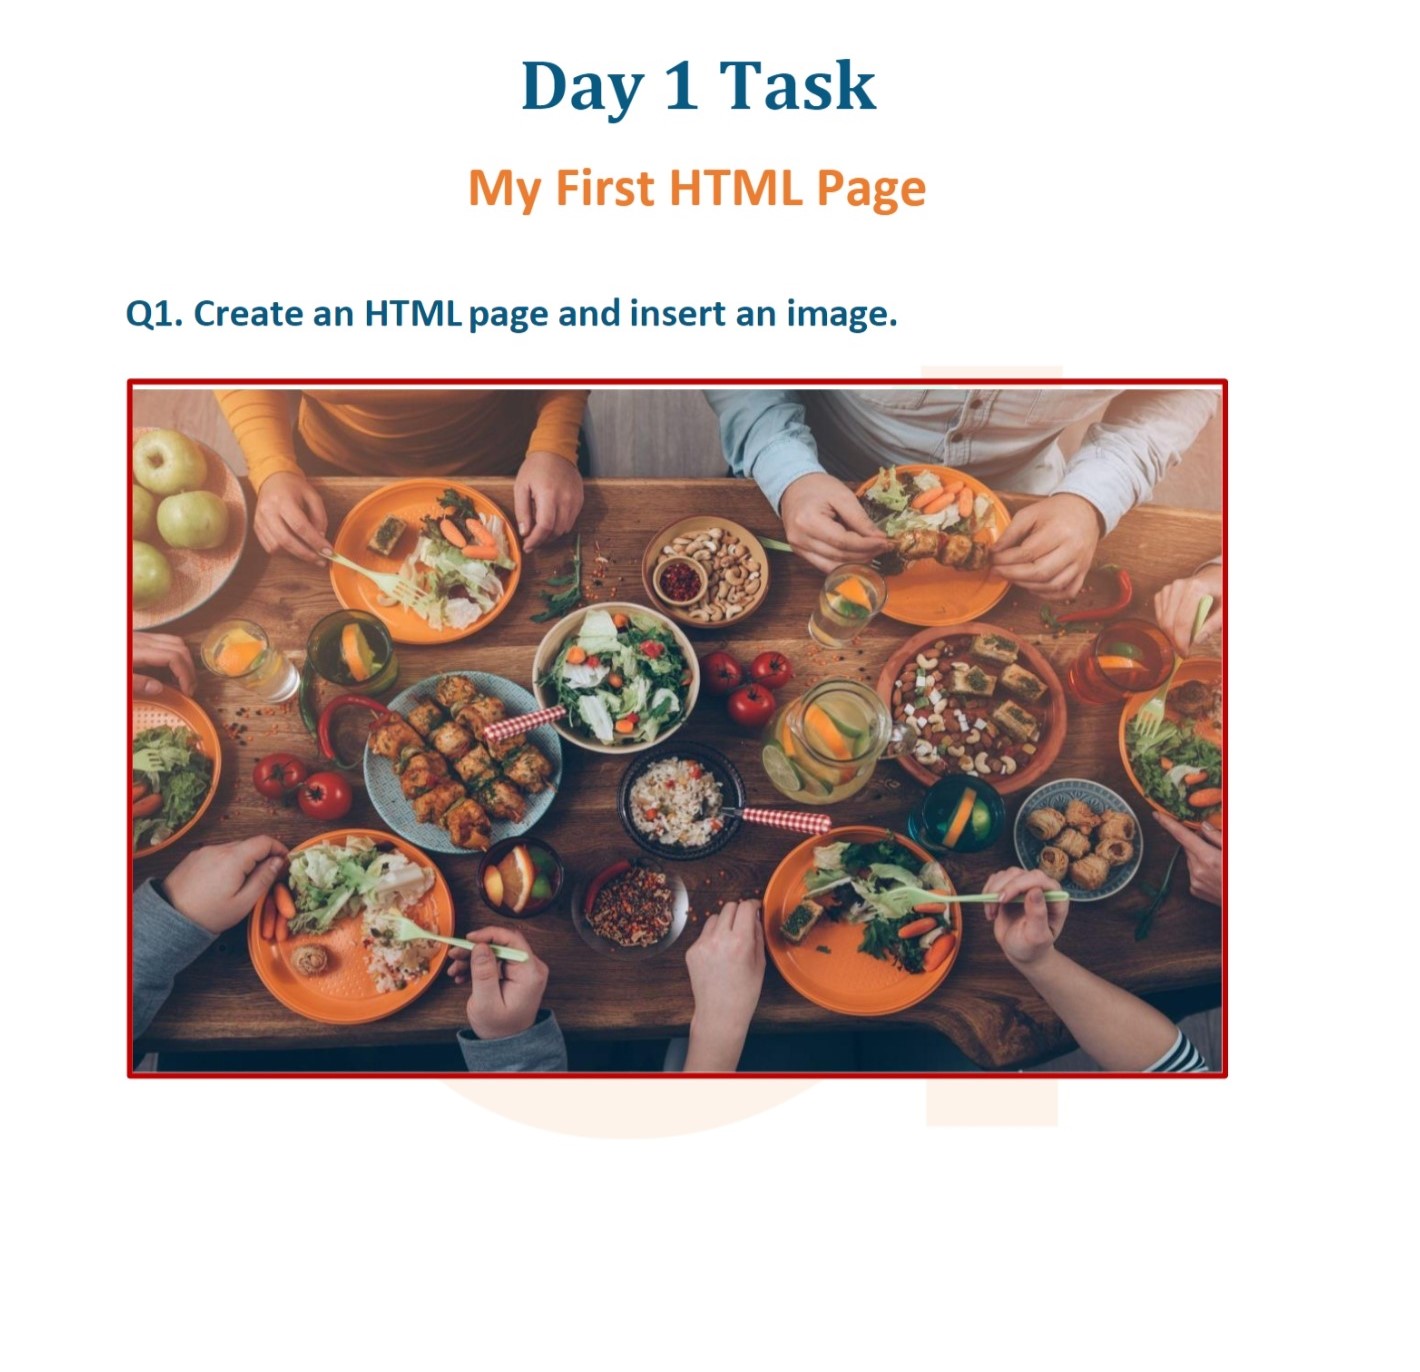 Day 1 Task
My First HTML Page
Q1. Create an HTML page and insert an image.